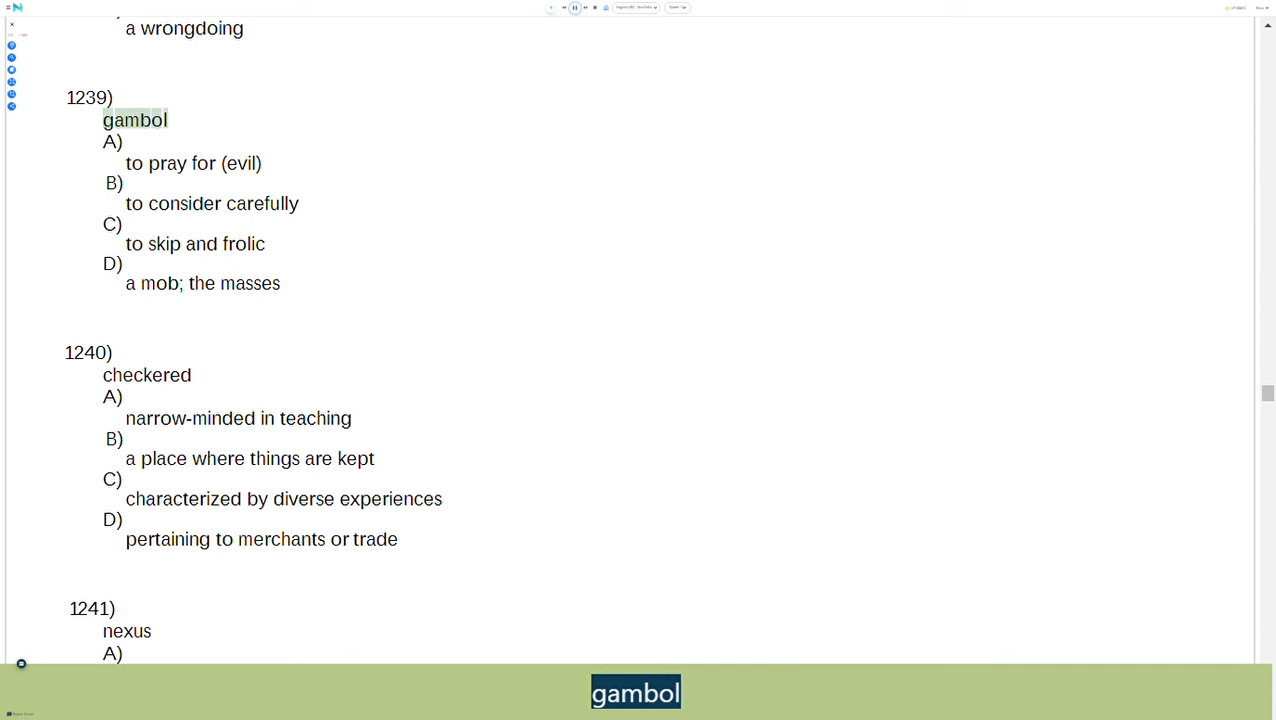 a wrongdoing
1239)
gambol
A)
to pray for (evil)
B)
to consider carefully
C)
to skip and frolic
D)
a mob; the masses
1240)
checkered
A)
narrow-minded in teaching
B)
a place where things are kept
C)
characterized by diverse experiences
D)
pertaining to merchants or trade
1241)
nexus
A)
gambol